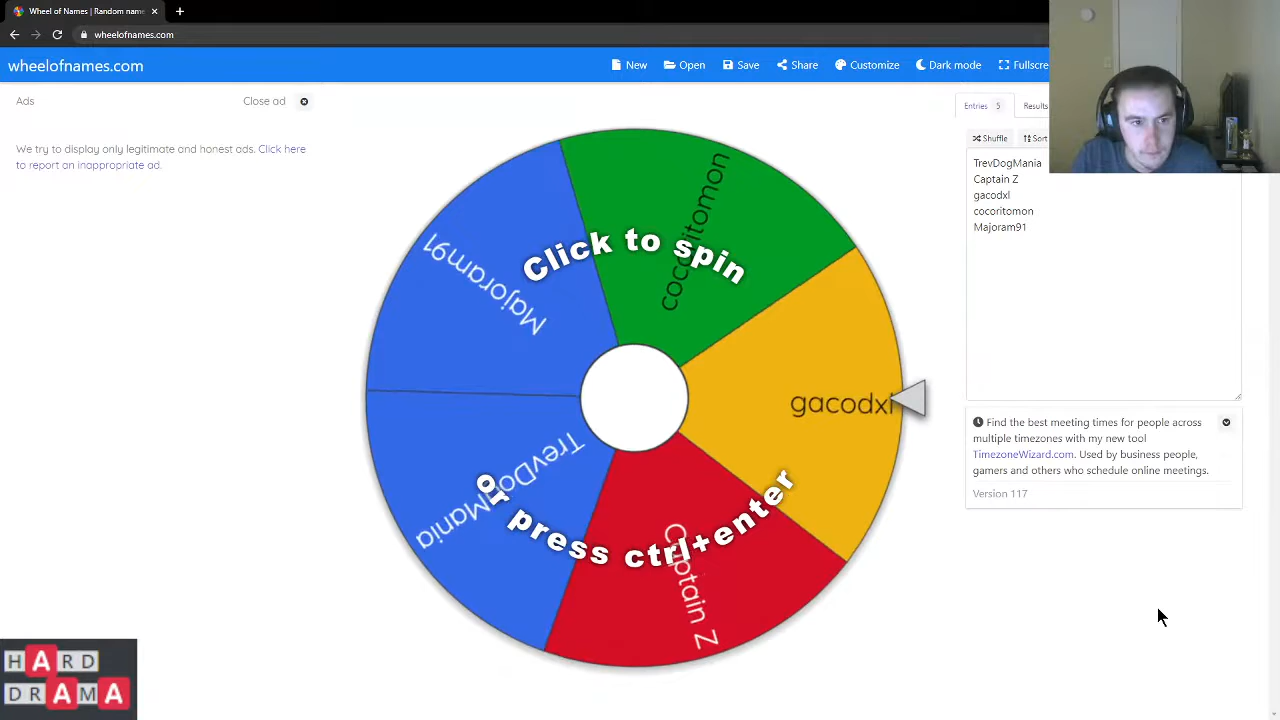 Wheel of Names | Random name
wheelofnames.com
wheelofnames.com
New
Open
Save
Share
Customize
Dark mode
Fullscre
Ads
Close ad
We try to display only legitimate and honest ads. Click here
to report an inappropriate ad.
Entries 5
Results
Shuffle
Sort
TrevDogMania
Captain Z
gacodxl
cocoritomon
Majoram91
cocoritomon
Majoram91
Click to spin
gacodxl
TrevDogMania
or press ctrl+enter
Captain Z
Find the best meeting times for people across
multiple timezones with my new tool
TimezoneWizard.com. Used by business people,
gamers and others who schedule online meetings.
Version 117
HARD
DRAMA